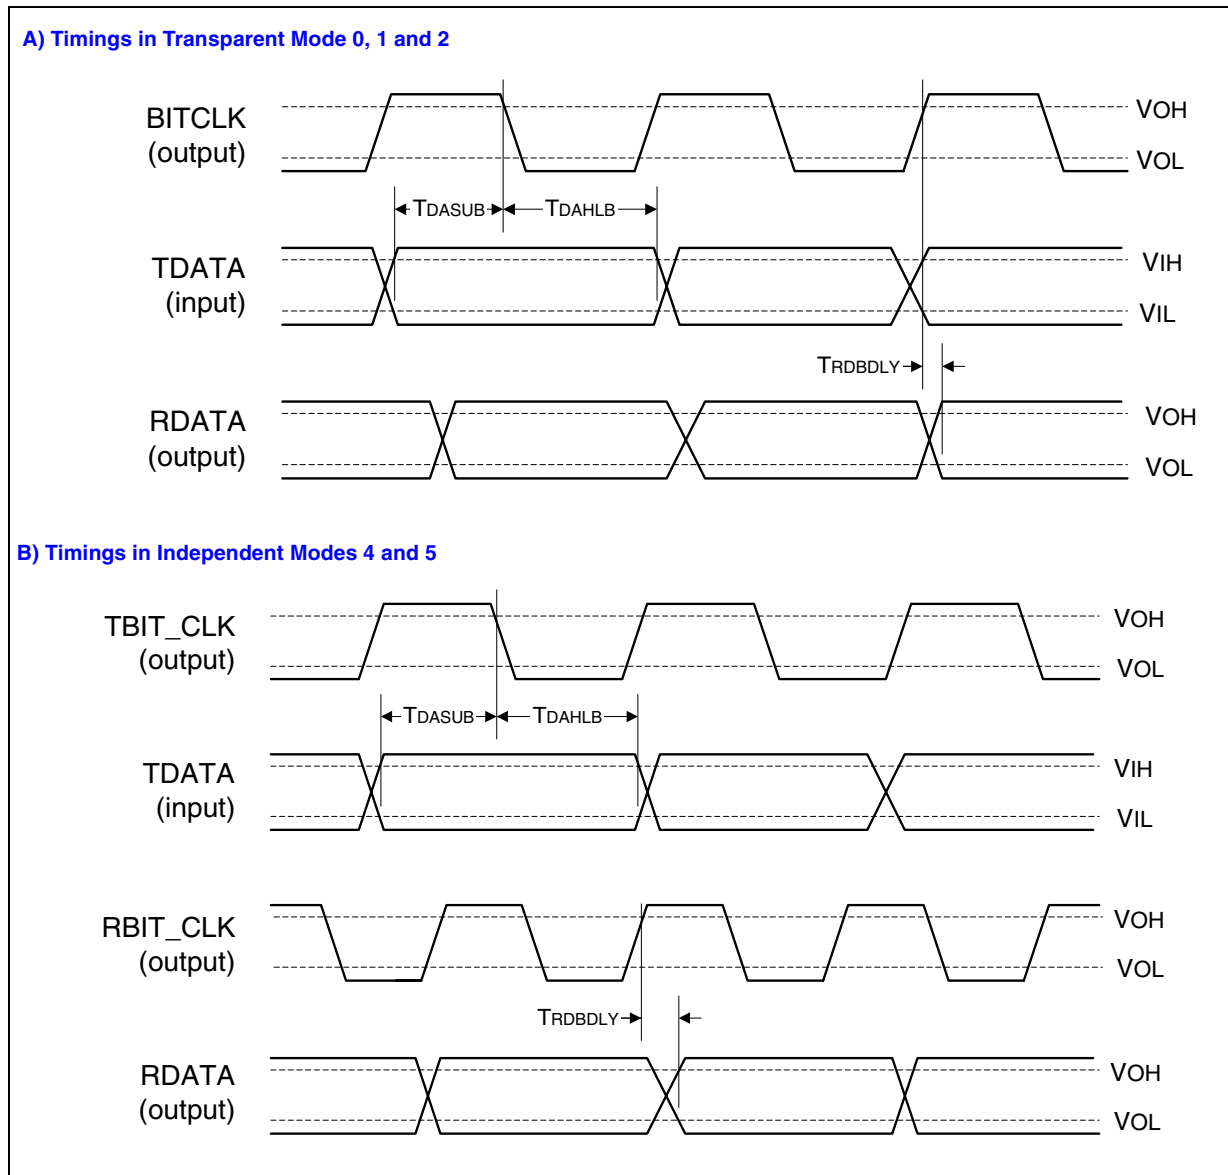 A) Timings in Transparent Mode 0, 1 and 2
BITCLK
(output)
VOH
VOL
TDASUB
TDAHLB
TDATA
(input)
VIH
VIL
TRDBDLY
RDATA
(output)
VOH
VOL
B) Timings in Independent Modes 4 and 5
TBIT_CLK
(output)
VOH
VOL
TDASUB
TDAHLB
TDATA
(input)
VIH
VIL
RBIT_CLK
(output)
VOH
VOL
TRDBDLY
RDATA
(output)
VOH
VOL